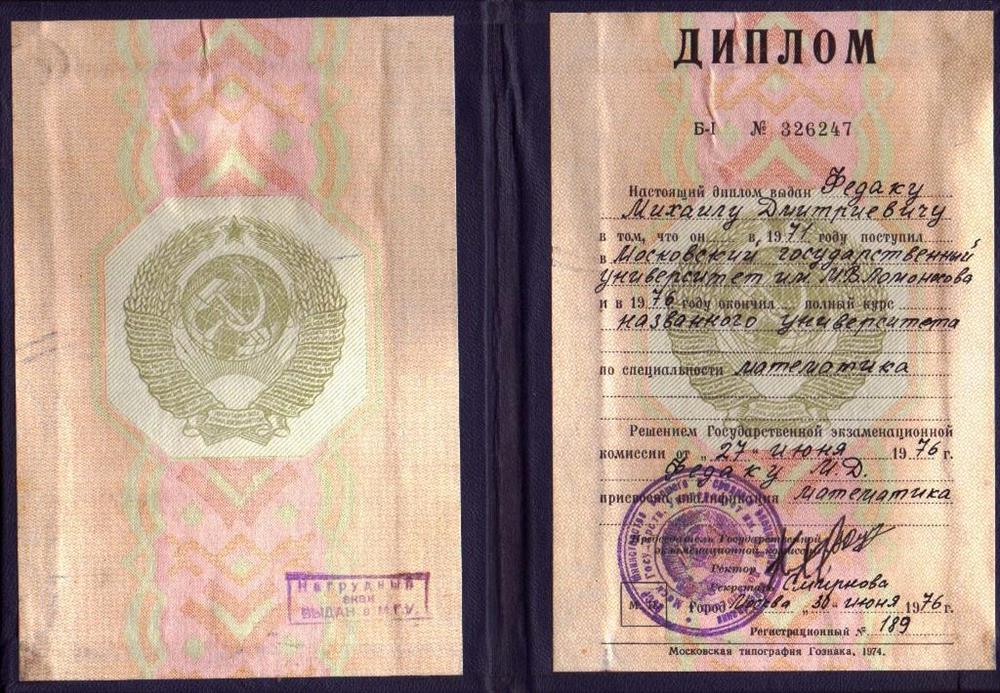 Нагрудный
знак
ВЫДАН в М.Г.У.
ДИПЛОМ
Б-I № 326247
Настоящий диплом выдан Федаку
Михаилу Дмитриевичу
в том, что он в 1971 году поступил
в Московский государственный
университет им. М.В.Ломоносова
и в 1976 году окончил полный курс
названного университета
по специальности математика
Решением Государственной экзаменационной
комиссии от „27" июня 1976 г.
Федаку М.Д.
присвоена квалификация математика
Председатель Государственной
экзаменационной комиссии
Ректор
Секретарь Смирнова
Город Москва „30" июня 1976 г.
Регистрационный № 189
Московская типография Гознака, 1974.